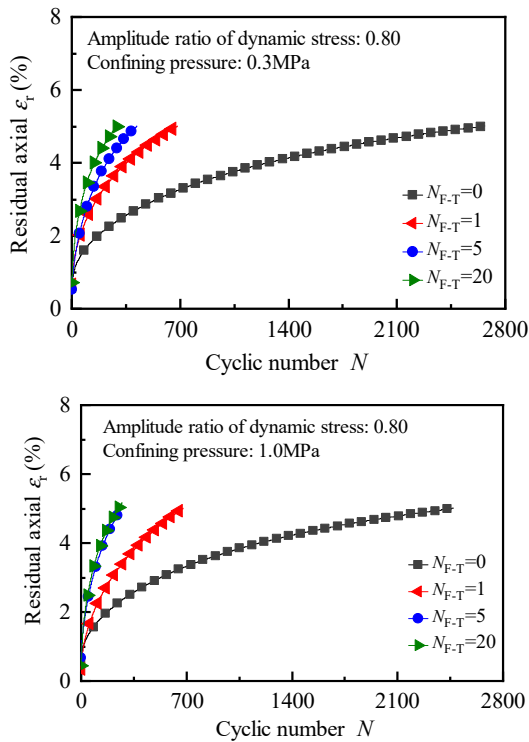 8
6
4
2
0
Residual axial εr (%)
Amplitude ratio of dynamic stress: 0.80
Confining pressure: 0.3MPa
NF-T=0
NF-T=1
NF-T=5
NF-T=20
0 700 1400 2100 2800
Cyclic number N
8
6
4
2
0
Residual axial εr (%)
Amplitude ratio of dynamic stress: 0.80
Confining pressure: 1.0MPa
NF-T=0
NF-T=1
NF-T=5
NF-T=20
0 700 1400 2100 2800
Cyclic number N